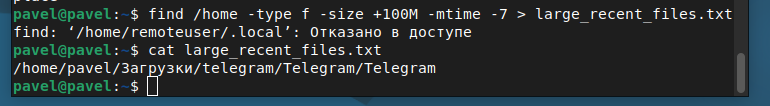 pavel@pavel:~$ find /home -type f -size +100M -mtime -7 > large_recent_files.txt
find: ‘/home/remoteuser/.local’: Отказано в доступе
pavel@pavel:~$ cat large_recent_files.txt
/home/pavel/Загрузки/telegram/Telegram/Telegram
pavel@pavel:~$